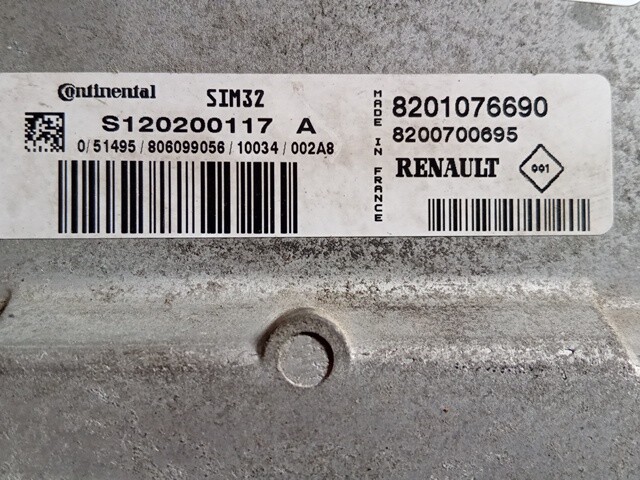 Continental SIM32
S120200117 A
0/51495/806099056/10034/002A8
MADE IN FRANCE
8201076690
8200700695
RENAULT
001